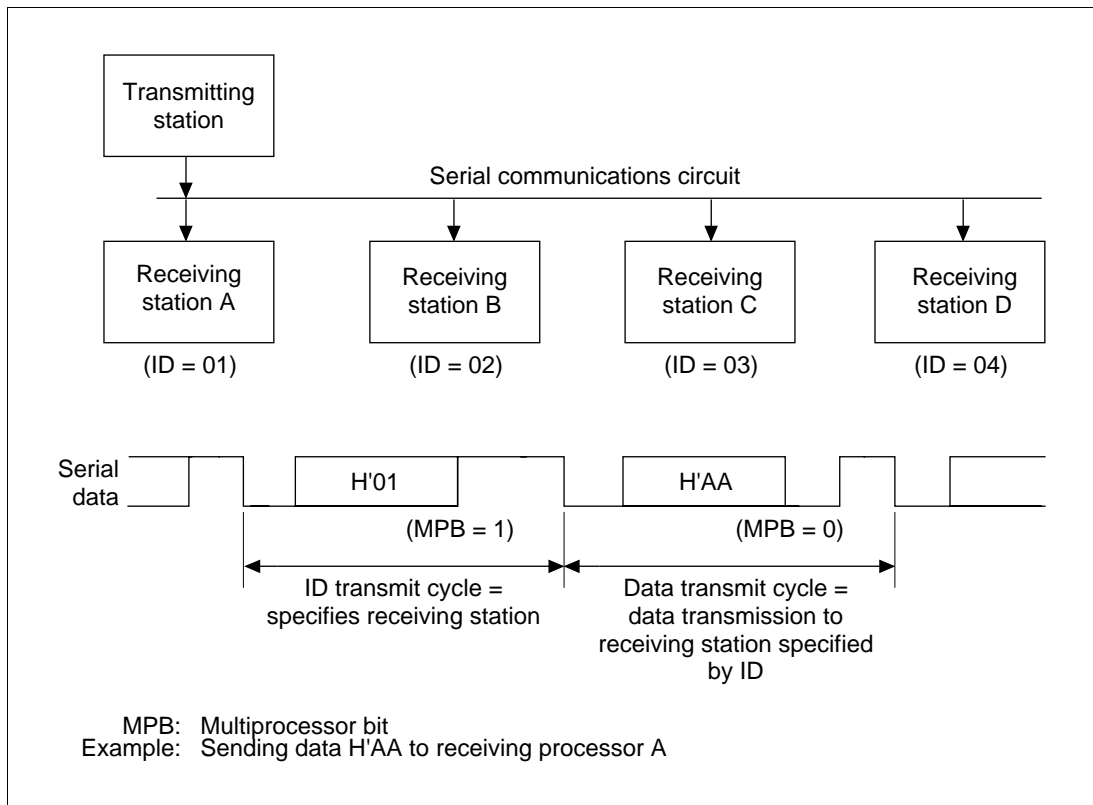 Transmitting
station
Serial communications circuit
Receiving
station A
Receiving
station B
Receiving
station C
Receiving
station D
(ID = 01)
(ID = 02)
(ID = 03)
(ID = 04)
Serial
data
H'01
H'AA
(MPB = 1)
(MPB = 0)
ID transmit cycle =
specifies receiving station
Data transmit cycle =
data transmission to
receiving station specified
by ID
MPB: Multiprocessor bit
Example: Sending data H'AA to receiving processor A